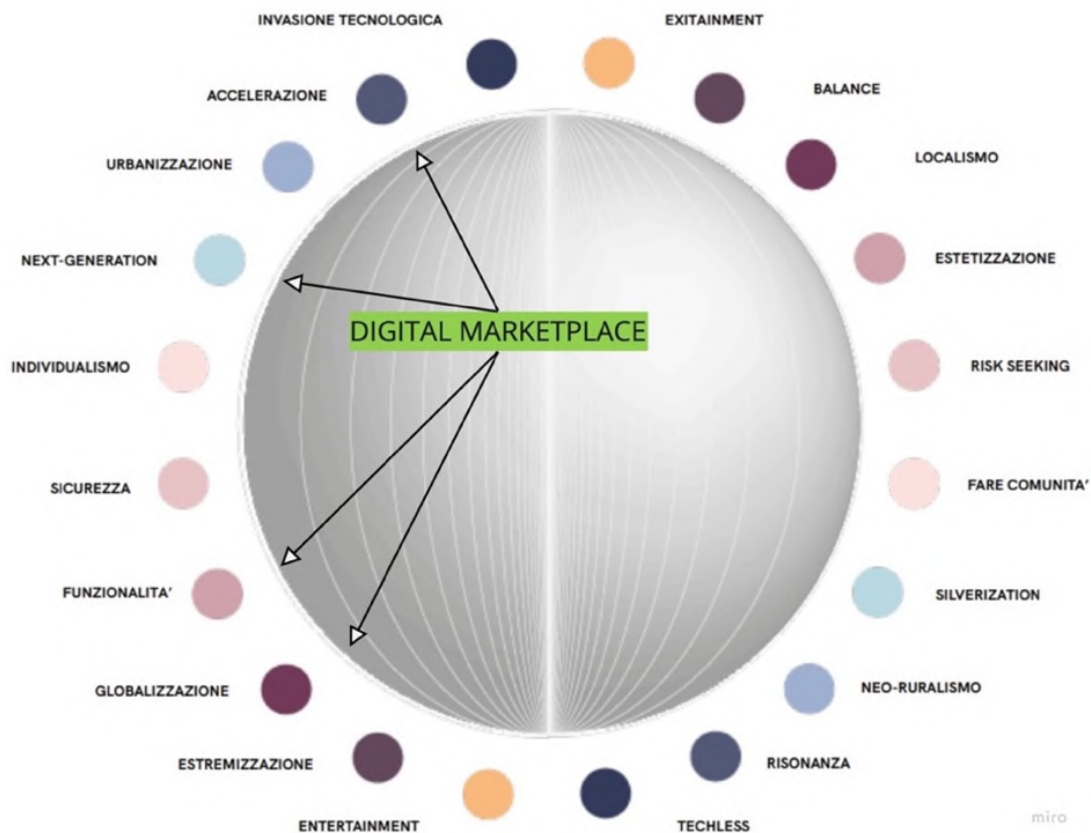 INVASIONE TECNOLOGICA
EXITAINMENT
ACCELERAZIONE
BALANCE
URBANIZZAZIONE
LOCALISMO
NEXT-GENERATION
ESTETIZZAZIONE
DIGITAL MARKETPLACE
INDIVIDUALISMO
RISK SEEKING
SICUREZZA
FARE COMUNITA'
FUNZIONALITA'
SILVERIZATION
GLOBALIZZAZIONE
NEO-RURALISMO
ESTREMIZZAZIONE
RISONANZA
ENTERTAINMENT
TECHLESS
miro